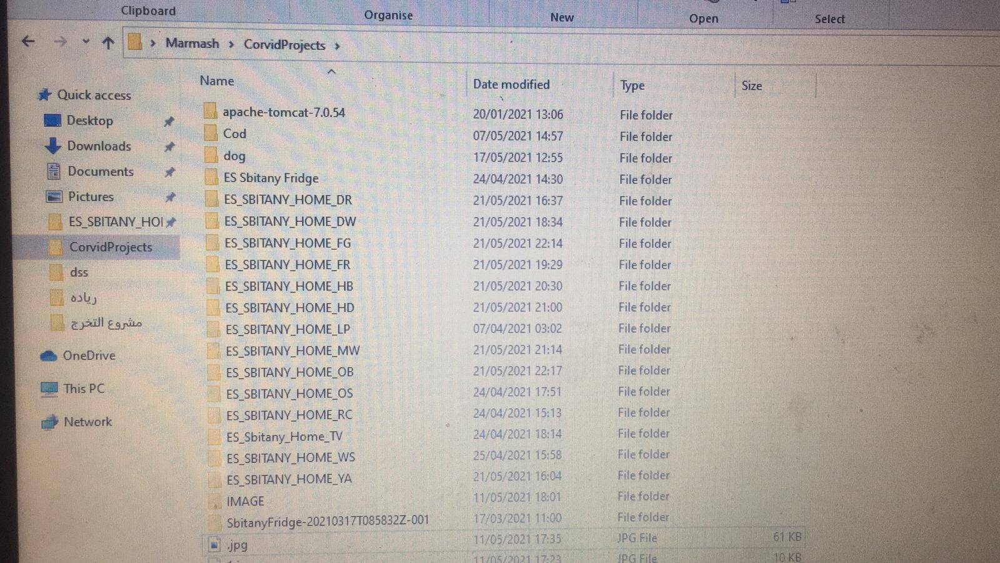 Clipboard Organise New Open Select
Marmash CorvidProjects
Name Date modified Type Size
Quick access
Desktop
Downloads
Documents
Pictures
ES_SBITANY_HOI
CorvidProjects
dss
رياده
مشروع التخرج
OneDrive
This PC
Network
apache-tomcat-7.0.54 20/01/2021 13:06 File folder
Cod 07/05/2021 14:57 File folder
dog 17/05/2021 12:55 File folder
ES Sbitany Fridge 24/04/2021 14:30 File folder
ES_SBITANY_HOME_DR 21/05/2021 16:37 File folder
ES_SBITANY_HOME_DW 21/05/2021 18:34 File folder
ES_SBITANY_HOME_FG 21/05/2021 22:14 File folder
ES_SBITANY_HOME_FR 21/05/2021 19:29 File folder
ES_SBITANY_HOME_HB 21/05/2021 20:30 File folder
ES_SBITANY_HOME_HD 21/05/2021 21:00 File folder
ES_SBITANY_HOME_LP 07/04/2021 03:02 File folder
ES_SBITANY_HOME_MW 21/05/2021 21:14 File folder
ES_SBITANY_HOME_OB 21/05/2021 22:17 File folder
ES_SBITANY_HOME_OS 24/04/2021 17:51 File folder
ES_SBITANY_HOME_RC 24/04/2021 15:13 File folder
ES_Sbitany_Home_TV 24/04/2021 18:14 File folder
ES_SBITANY_HOME_WS 25/04/2021 15:58 File folder
ES_SBITANY_HOME_YA 21/05/2021 16:04 File folder
IMAGE 11/05/2021 18:01 File folder
SbitanyFridge-20210317T085832Z-001 17/03/2021 11:00 File folder
.jpg 11/05/2021 17:35 JPG File 61 KB
11/05/2021 17:23 JPG File 10 KB